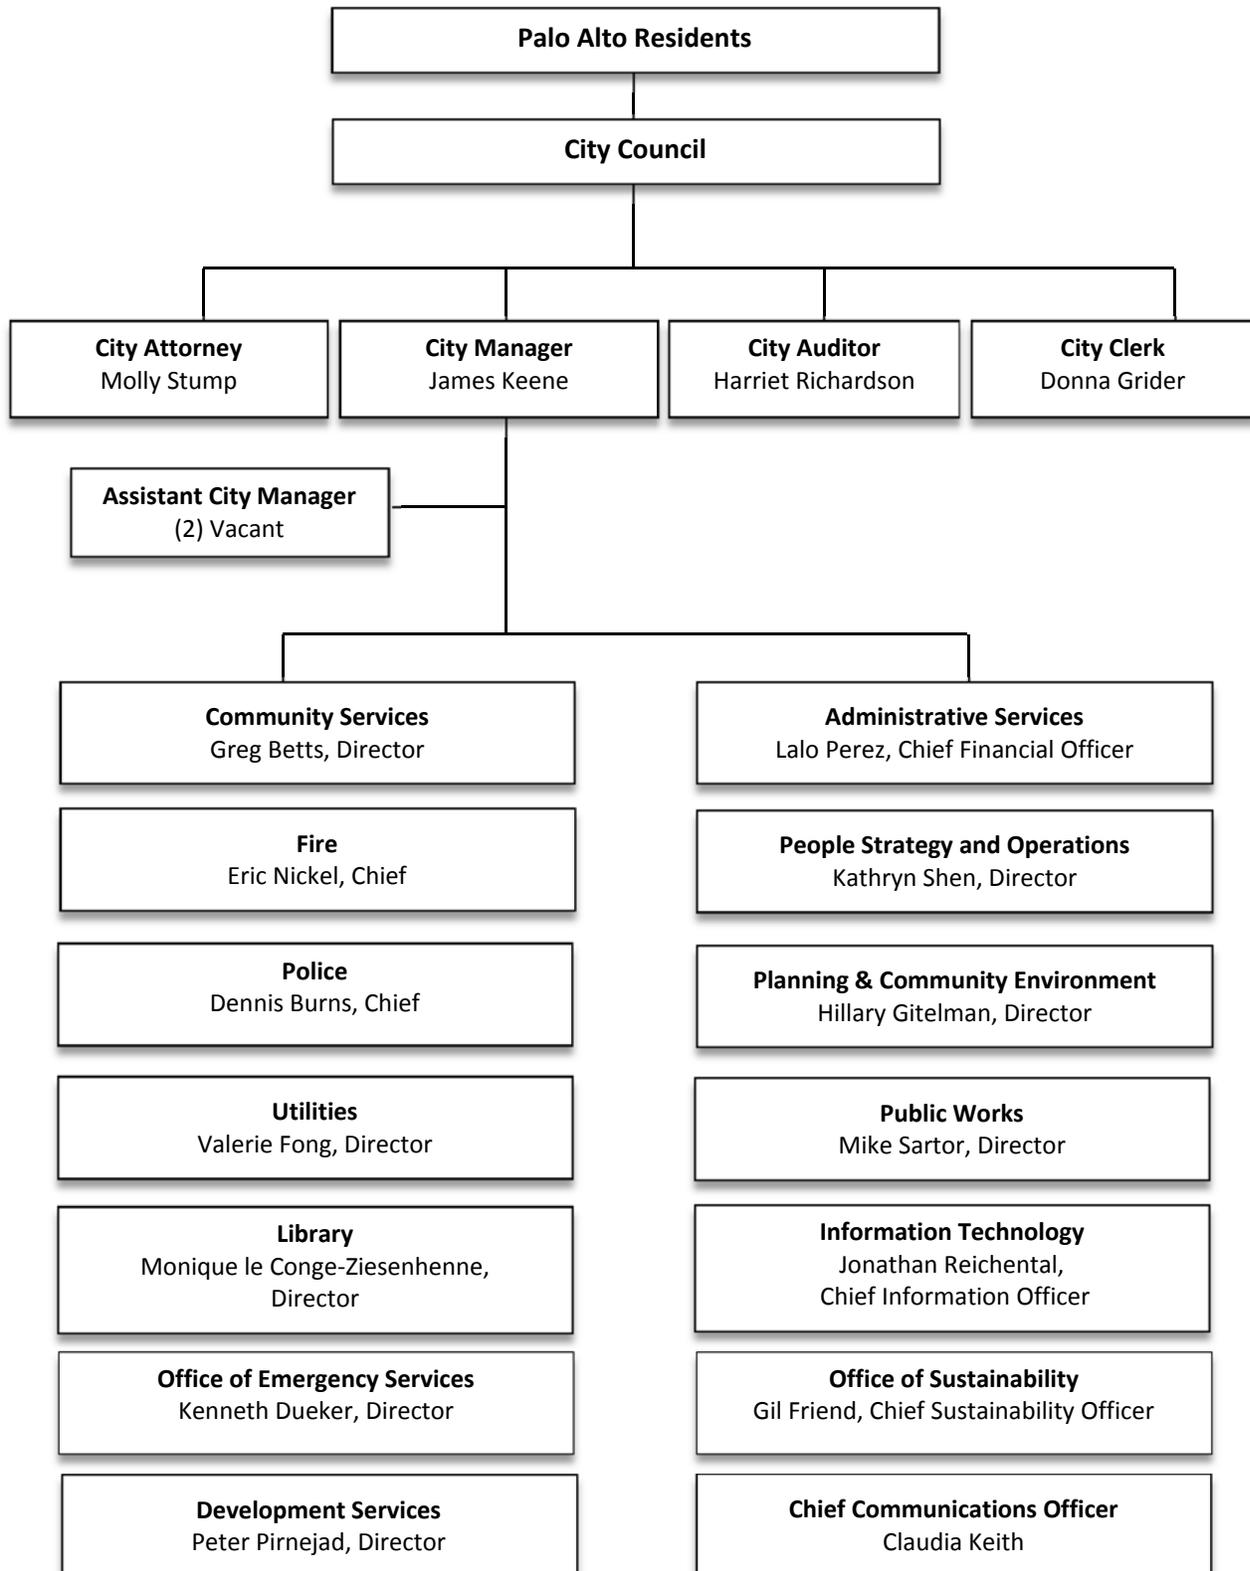 Palo Alto Residents
City Council
City Attorney
Molly Stump
City Manager
James Keene
City Auditor
Harriet Richardson
City Clerk
Donna Grider
Assistant City Manager
(2) Vacant
Community Services
Greg Betts, Director
Fire
Eric Nickel, Chief
Police
Dennis Burns, Chief
Utilities
Valerie Fong, Director
Library
Monique le Conge-Ziesenhenne,
Director
Office of Emergency Services
Kenneth Dueker, Director
Development Services
Peter Pirnejad, Director
Administrative Services
Lalo Perez, Chief Financial Officer
People Strategy and Operations
Kathryn Shen, Director
Planning & Community Environment
Hillary Gitelman, Director
Public Works
Mike Sartor, Director
Information Technology
Jonathan Reichental,
Chief Information Officer
Office of Sustainability
Gil Friend, Chief Sustainability Officer
Chief Communications Officer
Claudia Keith